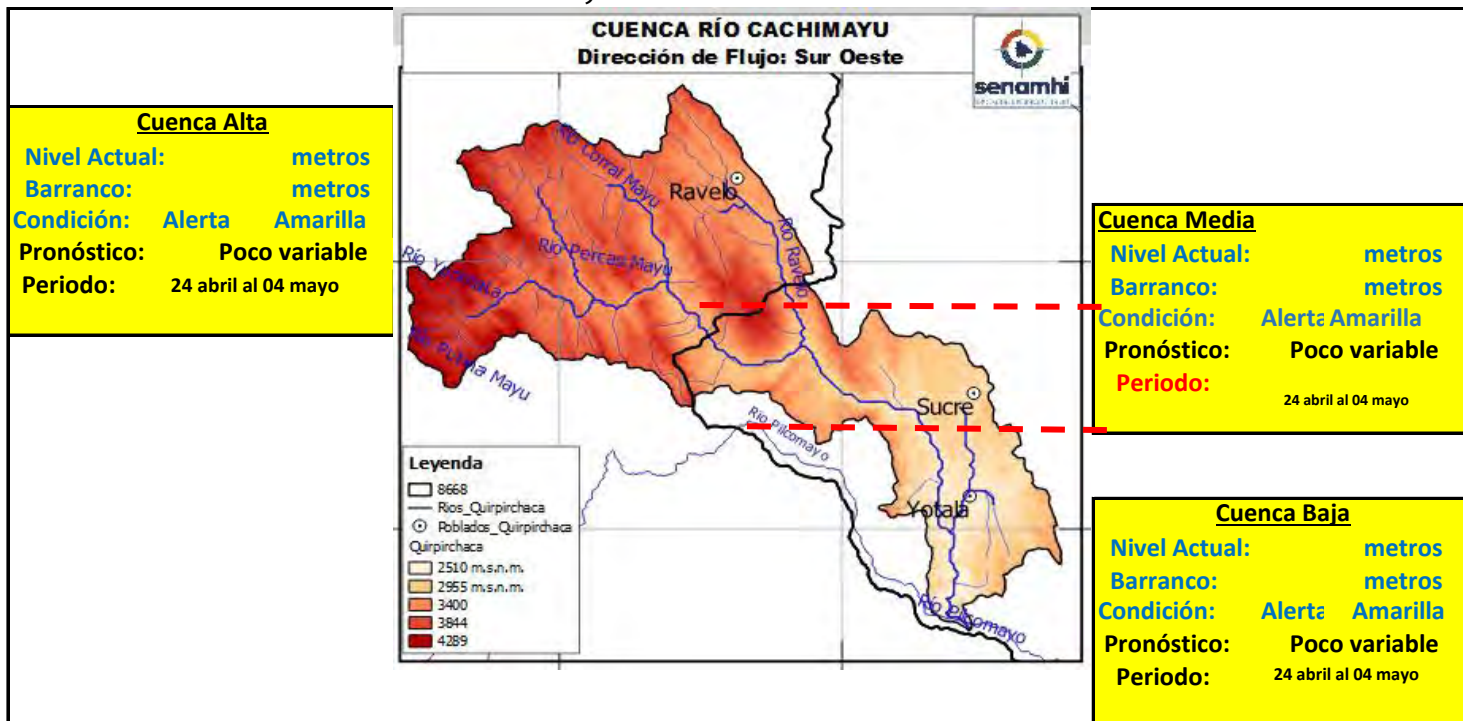 CUENCA RÍO CACHIMAYU
Dirección de Flujo: Sur Oeste
senamhi
Cuenca Alta
Nivel Actual: metros
Barranco: metros
Condición: Alerta Amarilla
Pronóstico: Poco variable
Periodo: 24 abril al 04 mayo
Río Corral Mayu
Ravelo
Río Ravelo
Río Percas Mayu
Río
Mayu
Sucre
Río Pilcomayo
Yotala
Río Pilcomayo
Leyenda
8668
Rios_Quirpirchaca
Poblados_Quirpirchaca
Quirpirchaca
2510 m.s.n.m.
2955 m.s.n.m.
3400
3844
4289
Cuenca Media
Nivel Actual: metros
Barranco: metros
Condición: Alerta Amarilla
Pronóstico: Poco variable
Periodo:
24 abril al 04 mayo
Cuenca Baja
Nivel Actual: metros
Barranco: metros
Condición: Alerta Amarilla
Pronóstico: Poco variable
Periodo: 24 abril al 04 mayo